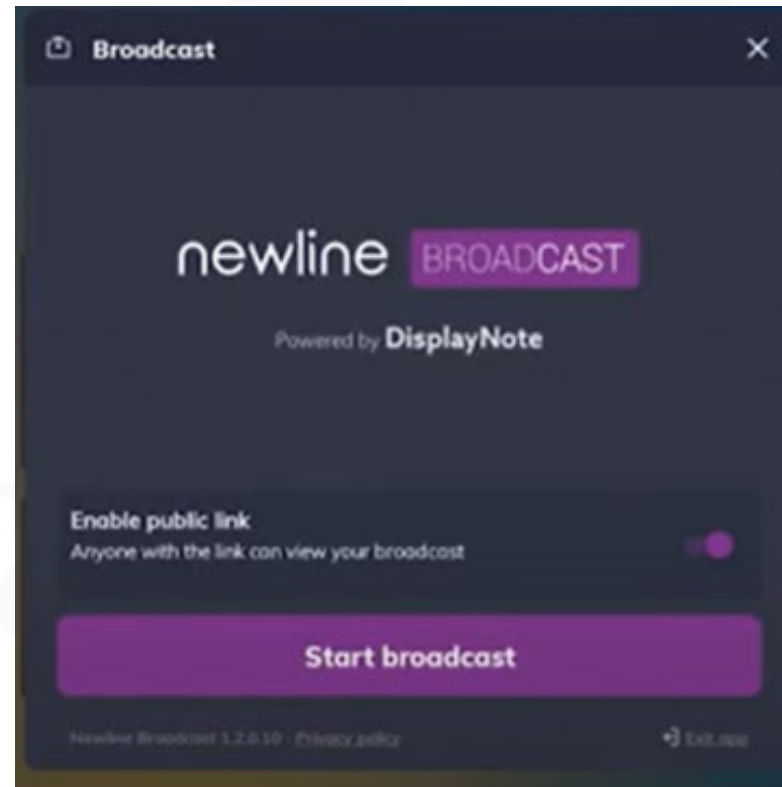 Broadcast
newline BROADCAST
Powered by DisplayNote
Enable public link
Anyone with the link can view your broadcast
Start broadcast
Newline Broadcast 1.2.0.10 · Privacy policy
Exit app